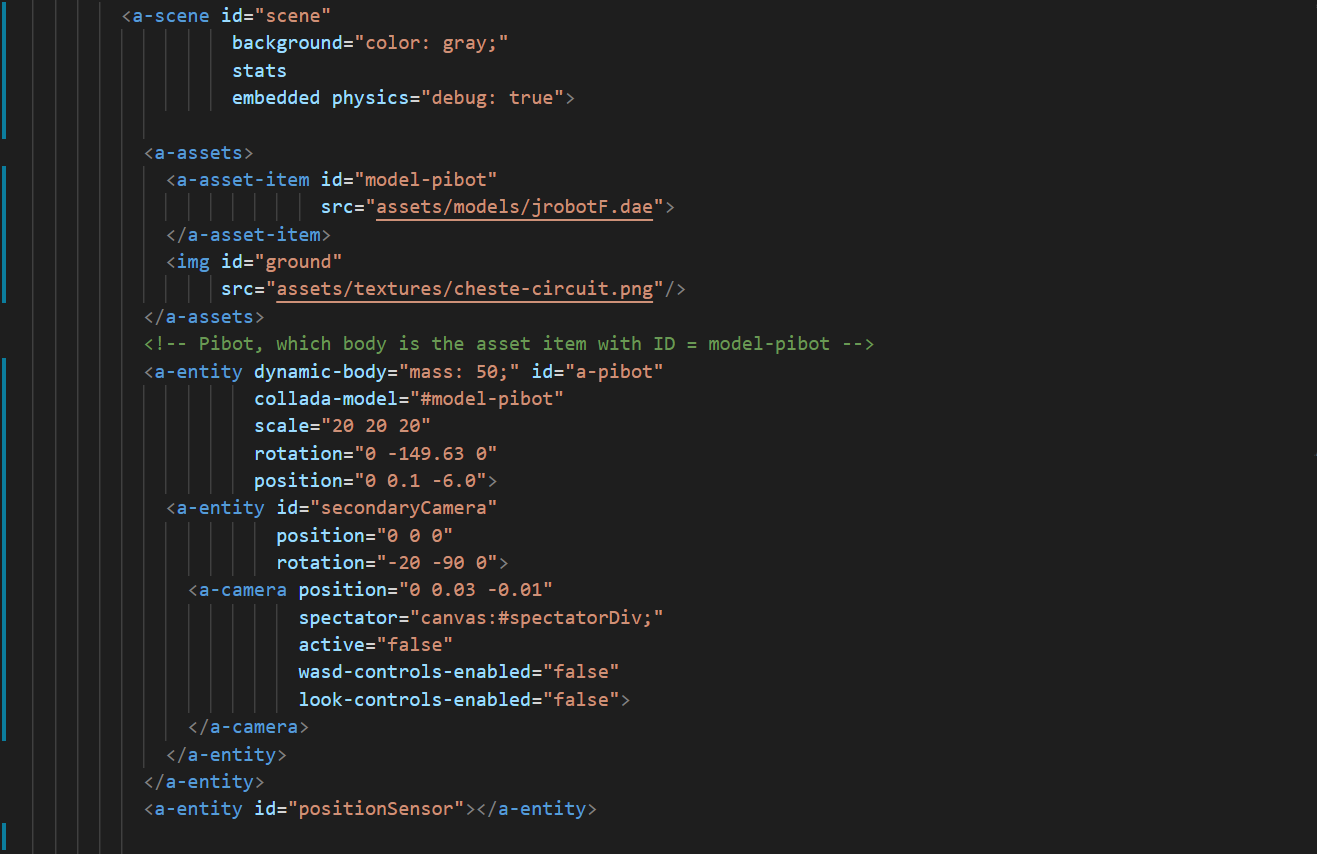 <a-scene id="scene"
background="color: gray;"
stats
embedded physics="debug: true">
<a-assets>
<a-asset-item id="model-pibot"
src="assets/models/jrobotF.dae">
</a-asset-item>
<img id="ground"
src="assets/textures/cheste-circuit.png"/>
</a-assets>
<!-- Pibot, which body is the asset item with ID = model-pibot -->
<a-entity dynamic-body="mass: 50;" id="a-pibot"
collada-model="#model-pibot"
scale="20 20 20"
rotation="0 -149.63 0"
position="0 0.1 -6.0">
<a-entity id="secondaryCamera"
position="0 0 0"
rotation="-20 -90 0">
<a-camera position="0 0.03 -0.01"
spectator="canvas:#spectatorDiv;"
active="false"
wasd-controls-enabled="false"
look-controls-enabled="false">
</a-camera>
</a-entity>
</a-entity>
<a-entity id="positionSensor"></a-entity>